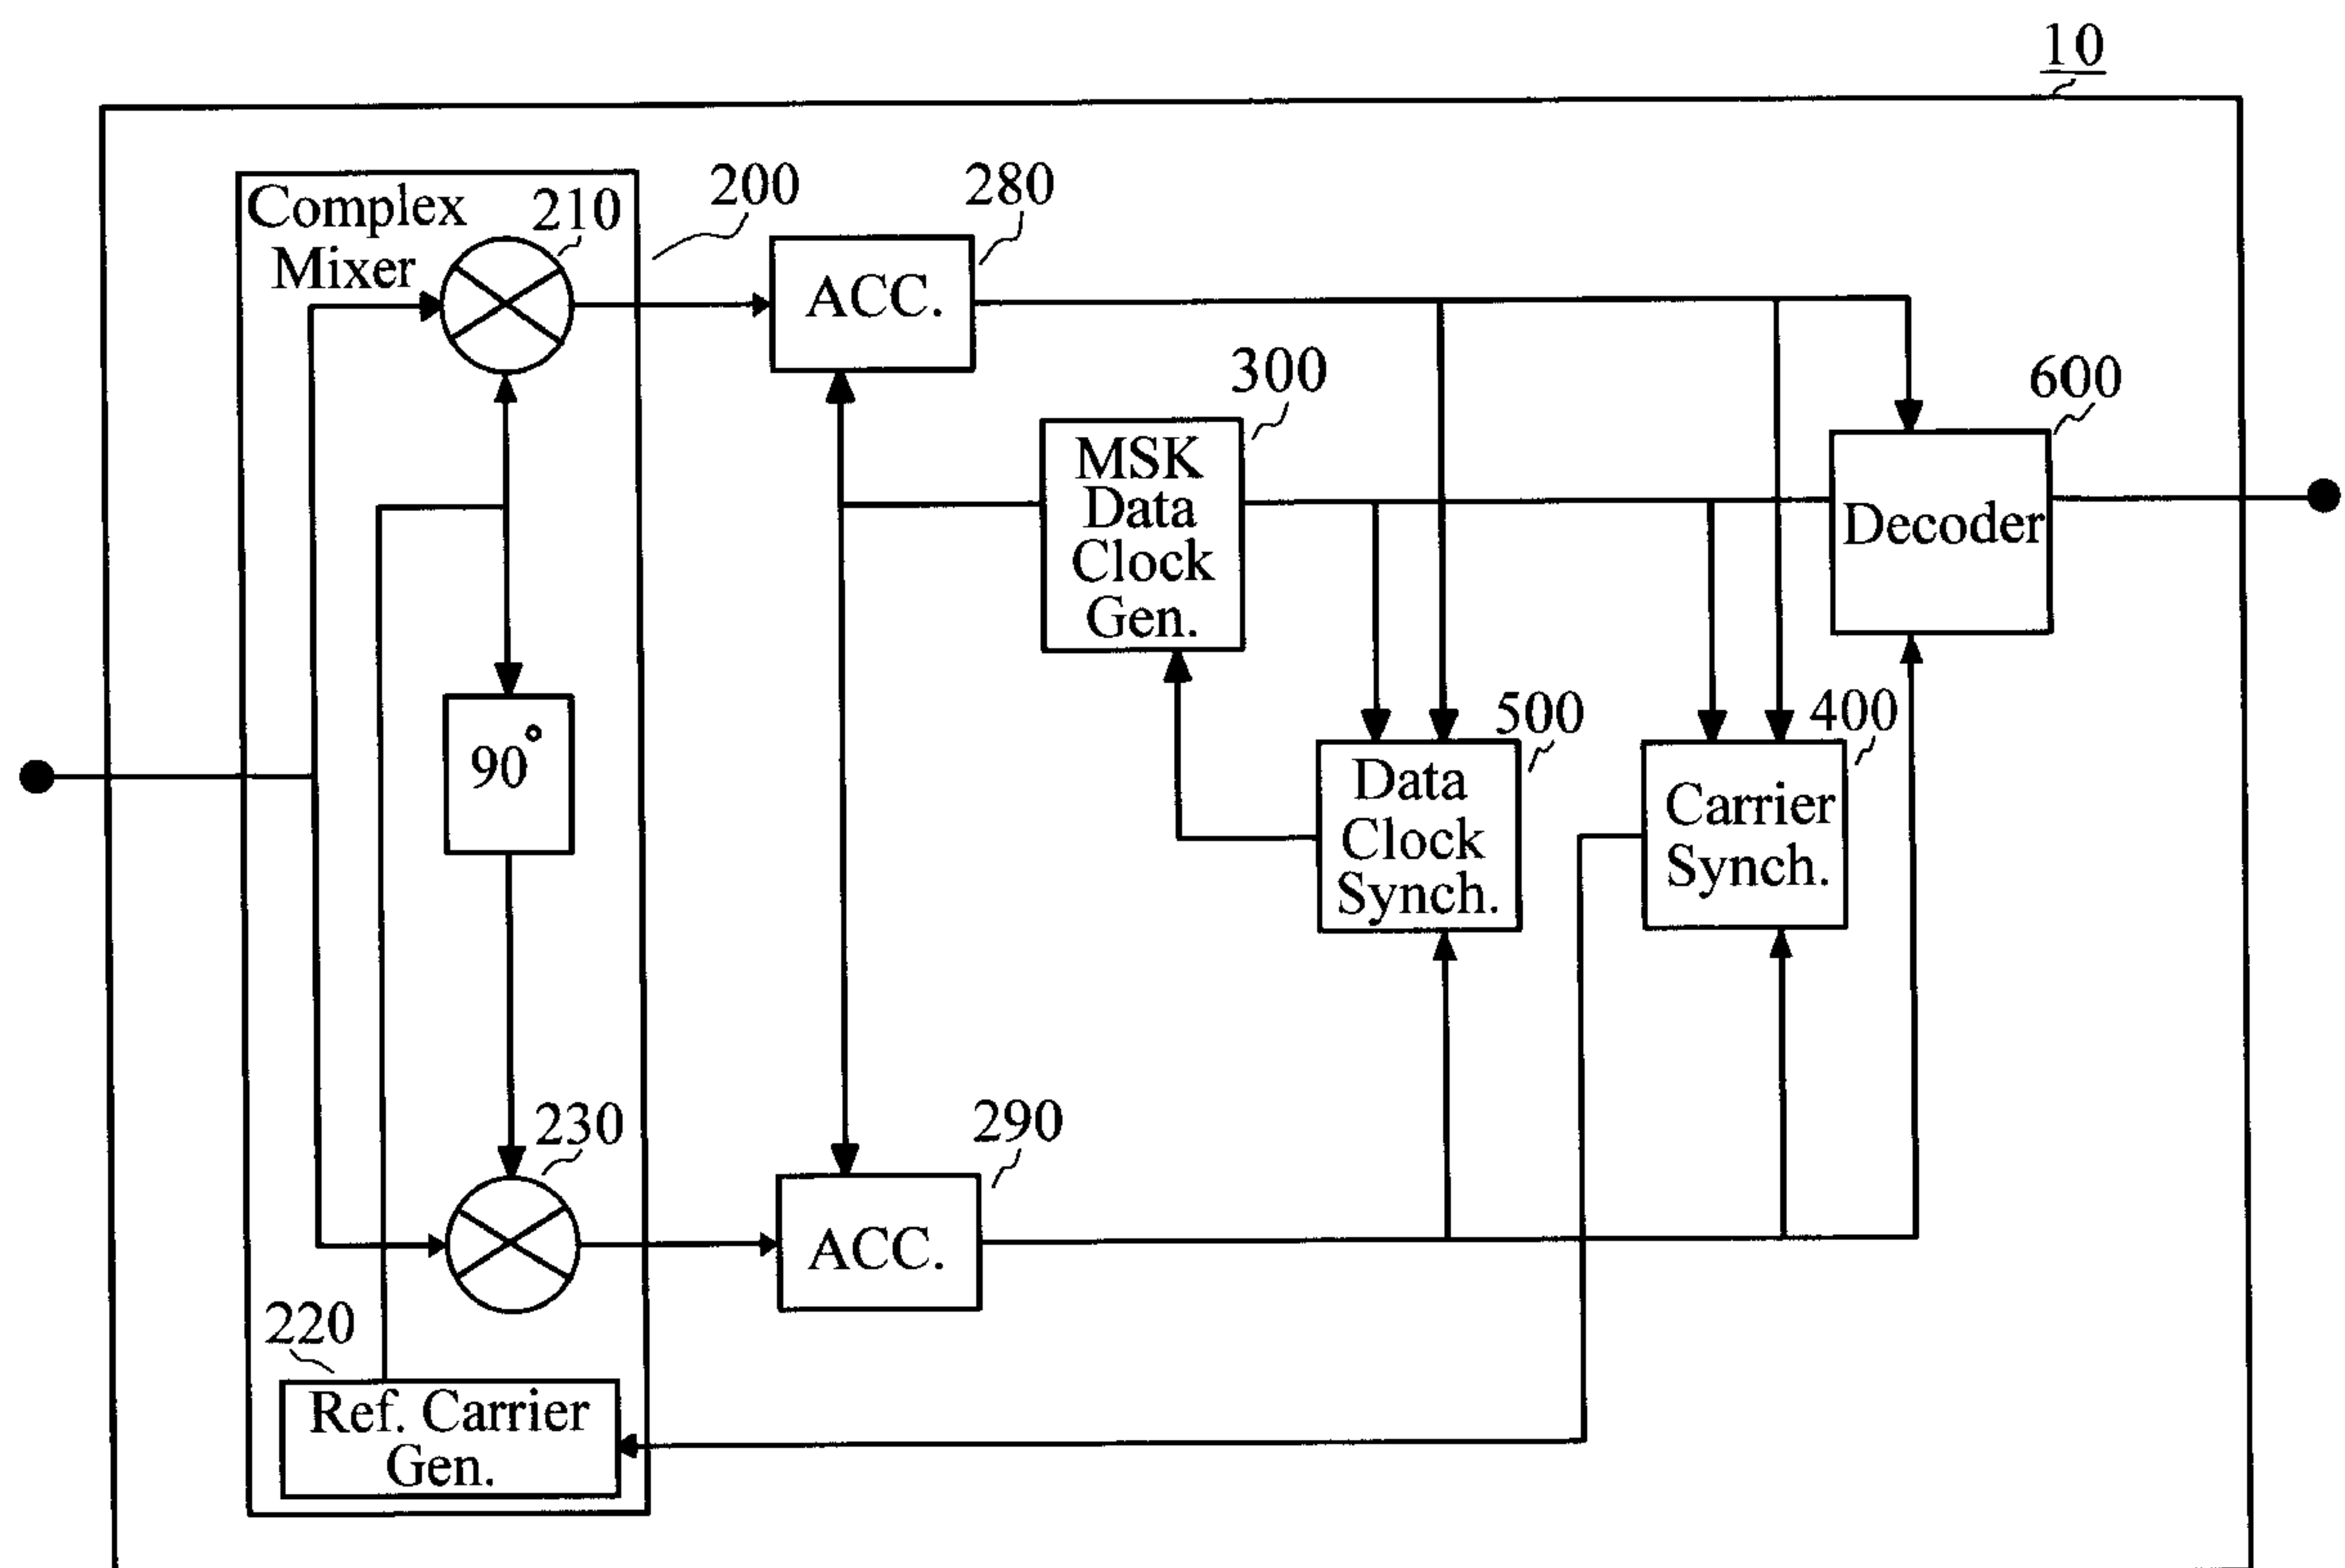 10
Complex
Mixer
210
200
280
ACC.
300
MSK
Data
Clock
Gen.
600
Decoder
90°
500
Data
Clock
Synch.
400
Carrier
Synch.
230
290
ACC.
220
Ref. Carrier
Gen.